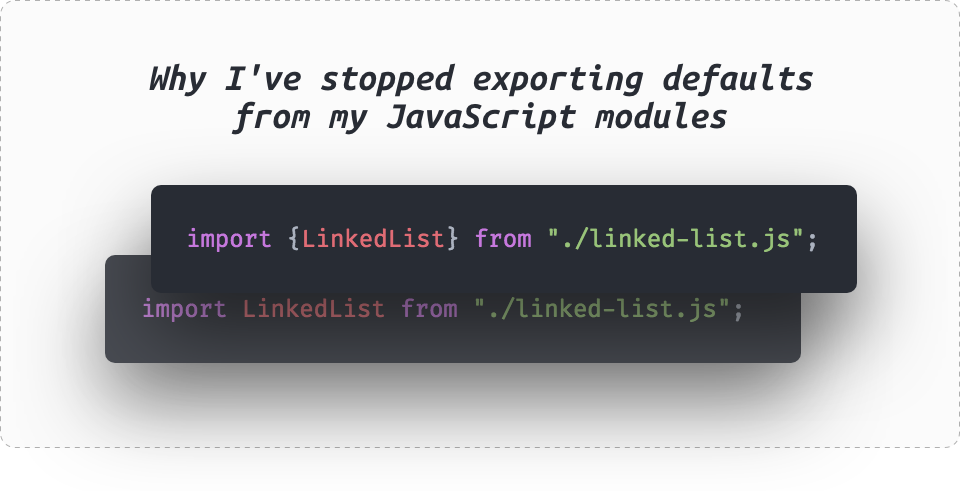 Why I've stopped exporting defaults
from my JavaScript modules
import {LinkedList} from "./linked-list.js";
import LinkedList from "./linked-list.js";